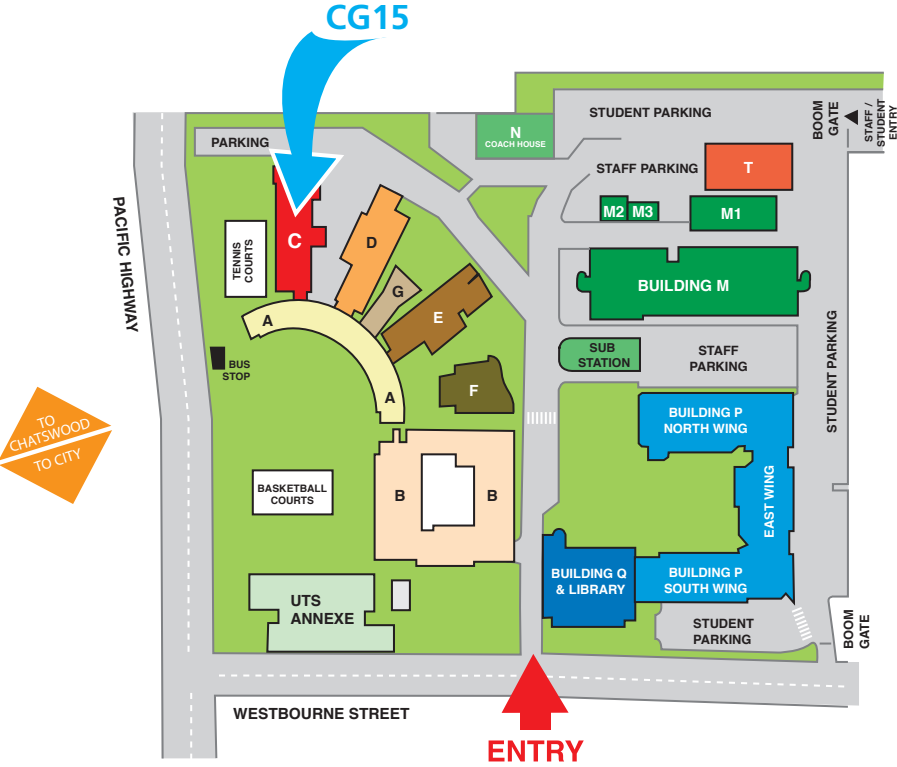 CG15
STUDENT PARKING
BOOM
GATE
STAFF /
STUDENT
ENTRY
N
COACH HOUSE
PARKING
STAFF PARKING
T
M2
M3
M1
PACIFIC HIGHWAY
TENNIS
COURTS
C
D
G
E
BUILDING M
A
SUB
STATION
STAFF
PARKING
STUDENT PARKING
BUS
STOP
A
F
TO
CHATSWOOD
TO CITY
BUILDING P
NORTH WING
BASKETBALL
COURTS
B
B
EAST WING
BUILDING Q
& LIBRARY
BUILDING P
SOUTH WING
UTS
ANNEXE
STUDENT
PARKING
BOOM
GATE
WESTBOURNE STREET
ENTRY